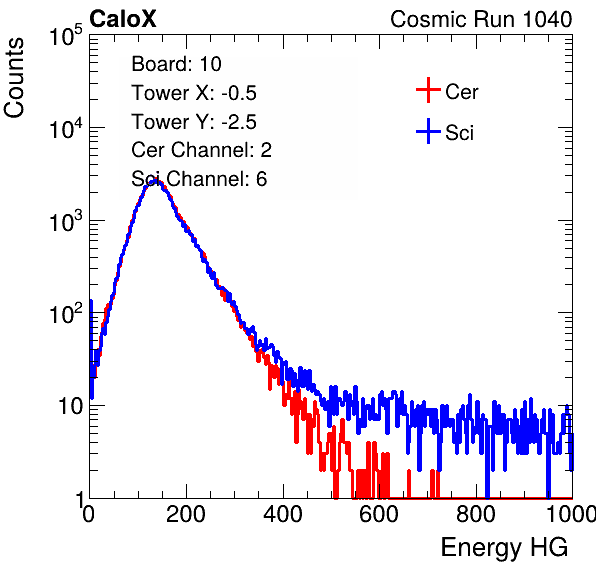 CaloX Cosmic Run 1040
10^5
Counts
Board: 10
Tower X: -0.5
Tower Y: -2.5
Cer Channel: 2
Sci Channel: 6
Cer
Sci
10^4
10^3
10^2
10
1
0 200 400 600 800 1000
Energy HG